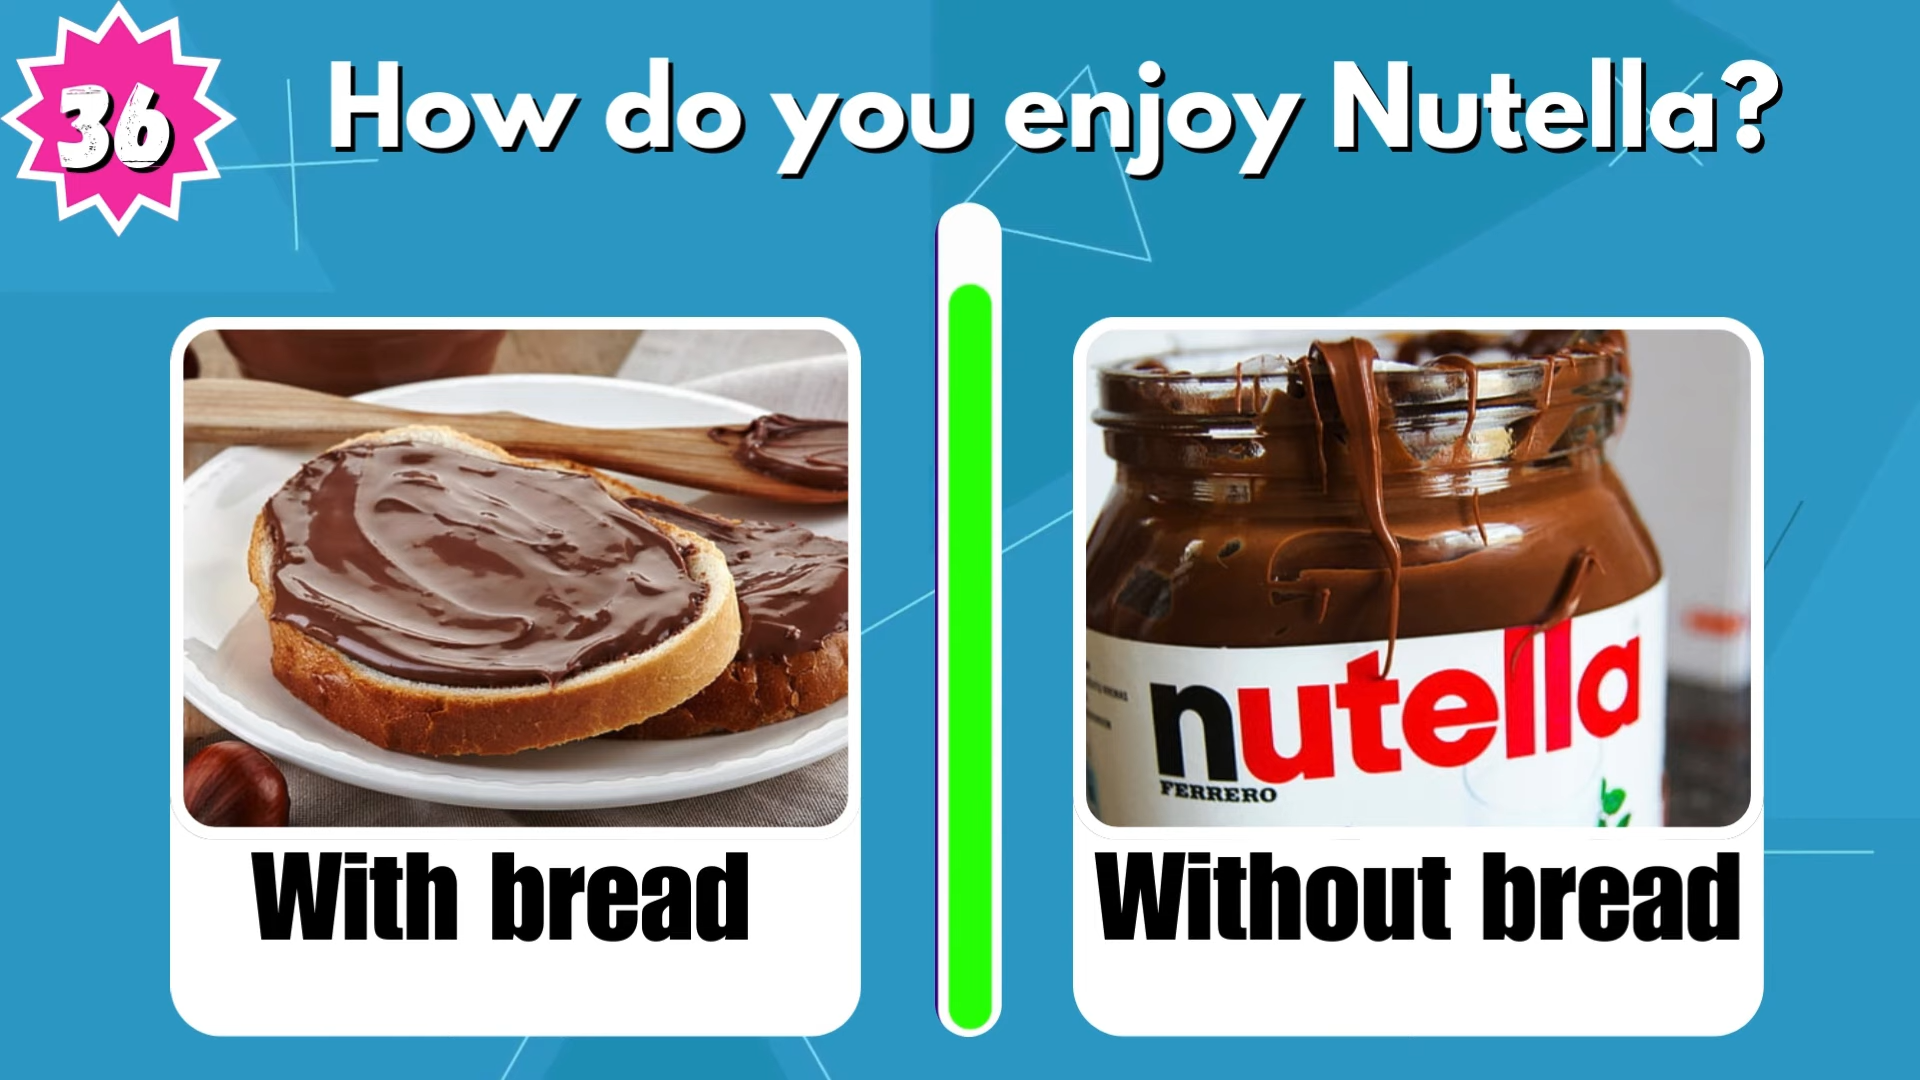 36
How do you enjoy Nutella?
nutella
FERRERO
With bread
Without bread